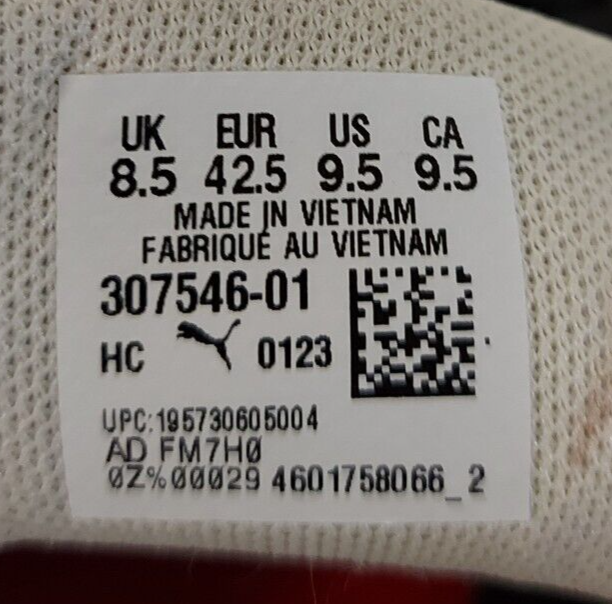 UK EUR US CA
8.5 42.5 9.5 9.5
MADE IN VIETNAM
FABRIQUÉ AU VIETNAM
307546-01
HC 0123
UPC:195730605004
AD FM7H0
0Z%00029 4601758066_2